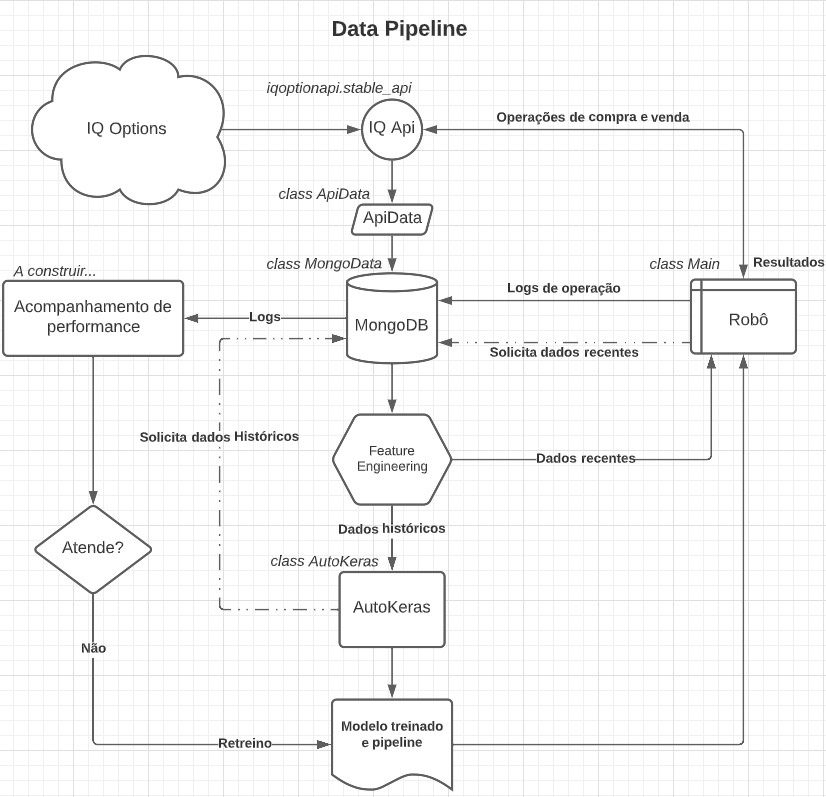 Data Pipeline
iqoptionapi.stable_api
IQ Options
IQ Api
Operações de compra e venda
class ApiData
ApiData
class MongoData
class Main
Resultados
A construir...
Acompanhamento de
performance
Logs
MongoDB
Logs de operação
Robô
Solicita dados recentes
Solicita dados Históricos
Feature
Engineering
Dados recentes
Dados históricos
Atende?
class AutoKeras
AutoKeras
Não
Modelo treinado
e pipeline
Retreino